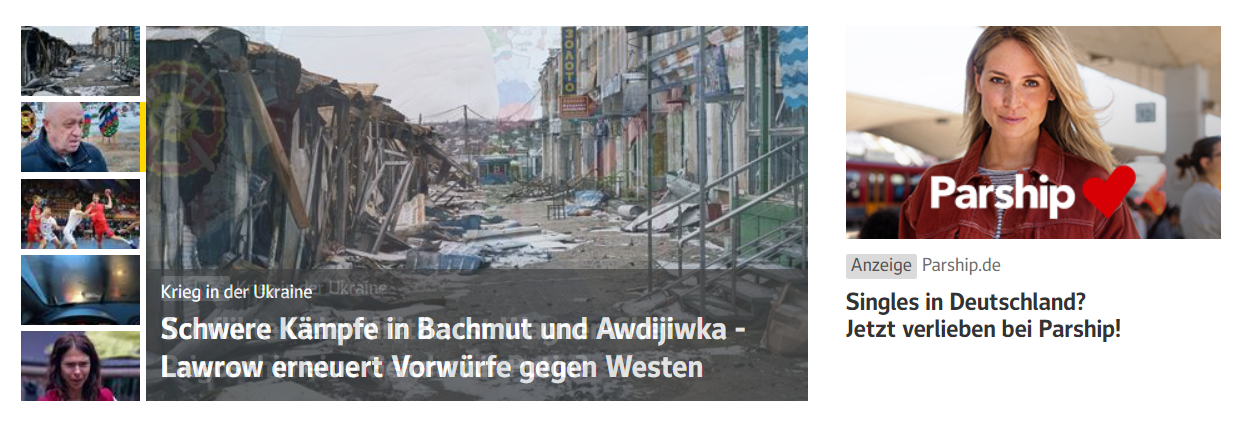 ЗОЛОТО
Krieg in der Ukraine
Schwere Kämpfe in Bachmut und Awdijiwka -
Lawrow erneuert Vorwürfe gegen Westen
Parship
Anzeige Parship.de
Singles in Deutschland?
Jetzt verlieben bei Parship!